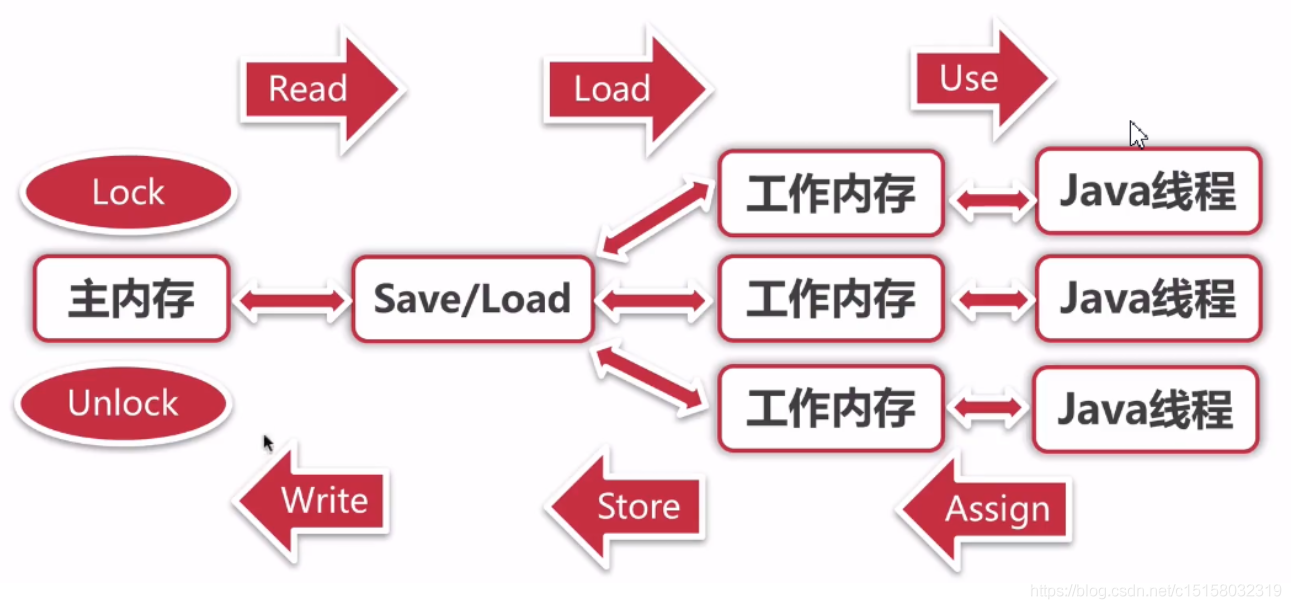 Read
Load
Use
Lock
工作内存
Java线程
主内存
Save/Load
工作内存
Java线程
Unlock
工作内存
Java线程
Write
Store
Assign
https://blog.csdn.net/c15158032319